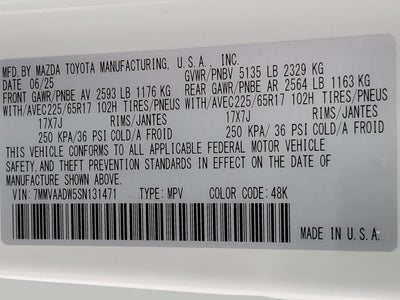 MFD. BY MAZDA TOYOTA MANUFACTURING, U.S.A., INC.
DATE 06/25 GVWR/PNBV 5135 LB 2329 KG
FRONT GAWR/PNBE AV 2593 LB 1176 KG REAR GAWR/PNBE AR 2564 LB 1163 KG
WITH/AVEC225/65R17 102H TIRES/PNEUS WITH/AVEC225/65R17 102H TIRES/PNEUS
17X7J RIMS/JANTES 17X7J RIMS/JANTES
250 KPA/ 36 PSI COLD/A FROID 250 KPA/ 36 PSI COLD/A FROID
THIS VEHICLE CONFORMS TO ALL APPLICABLE FEDERAL MOTOR VEHICLE
SAFETY, AND THEFT PREVENTION STANDARDS IN EFFECT ON THE DATE OF
MANUFACTURE SHOWN ABOVE.
VIN: 7MMVAADW5SN131471 TYPE: MPV COLOR CODE: 48K
MADE IN U.S.A.